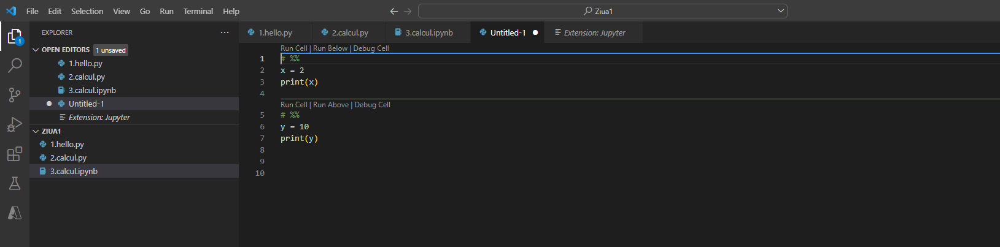 File Edit Selection View Go Run Terminal Help
Ziua1
EXPLORER
1
OPEN EDITORS 1 unsaved
1.hello.py
2.calcul.py
3.calcul.ipynb
Untitled-1
Extension: Jupyter
ZIUA1
1.hello.py
2.calcul.py
3.calcul.ipynb
1.hello.py 2.calcul.py 3.calcul.ipynb Untitled-1 Extension: Jupyter
Run Cell | Run Below | Debug Cell
1 # %%
2 x = 2
3 print(x)
4
Run Cell | Run Above | Debug Cell
5 # %%
6 y = 10
7 print(y)
8
9
10